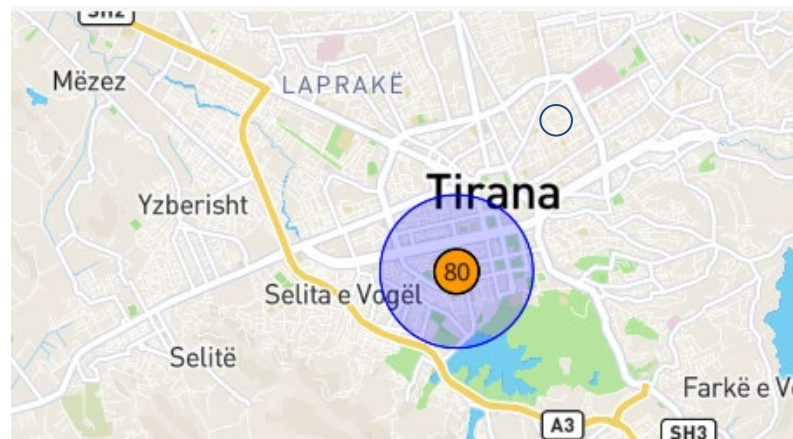 SH2
Mëzez
LAPRAKË
Tirana
Yzberisht
80
Selita e Vogël
Selitë
Farkë e V
A3
SH3